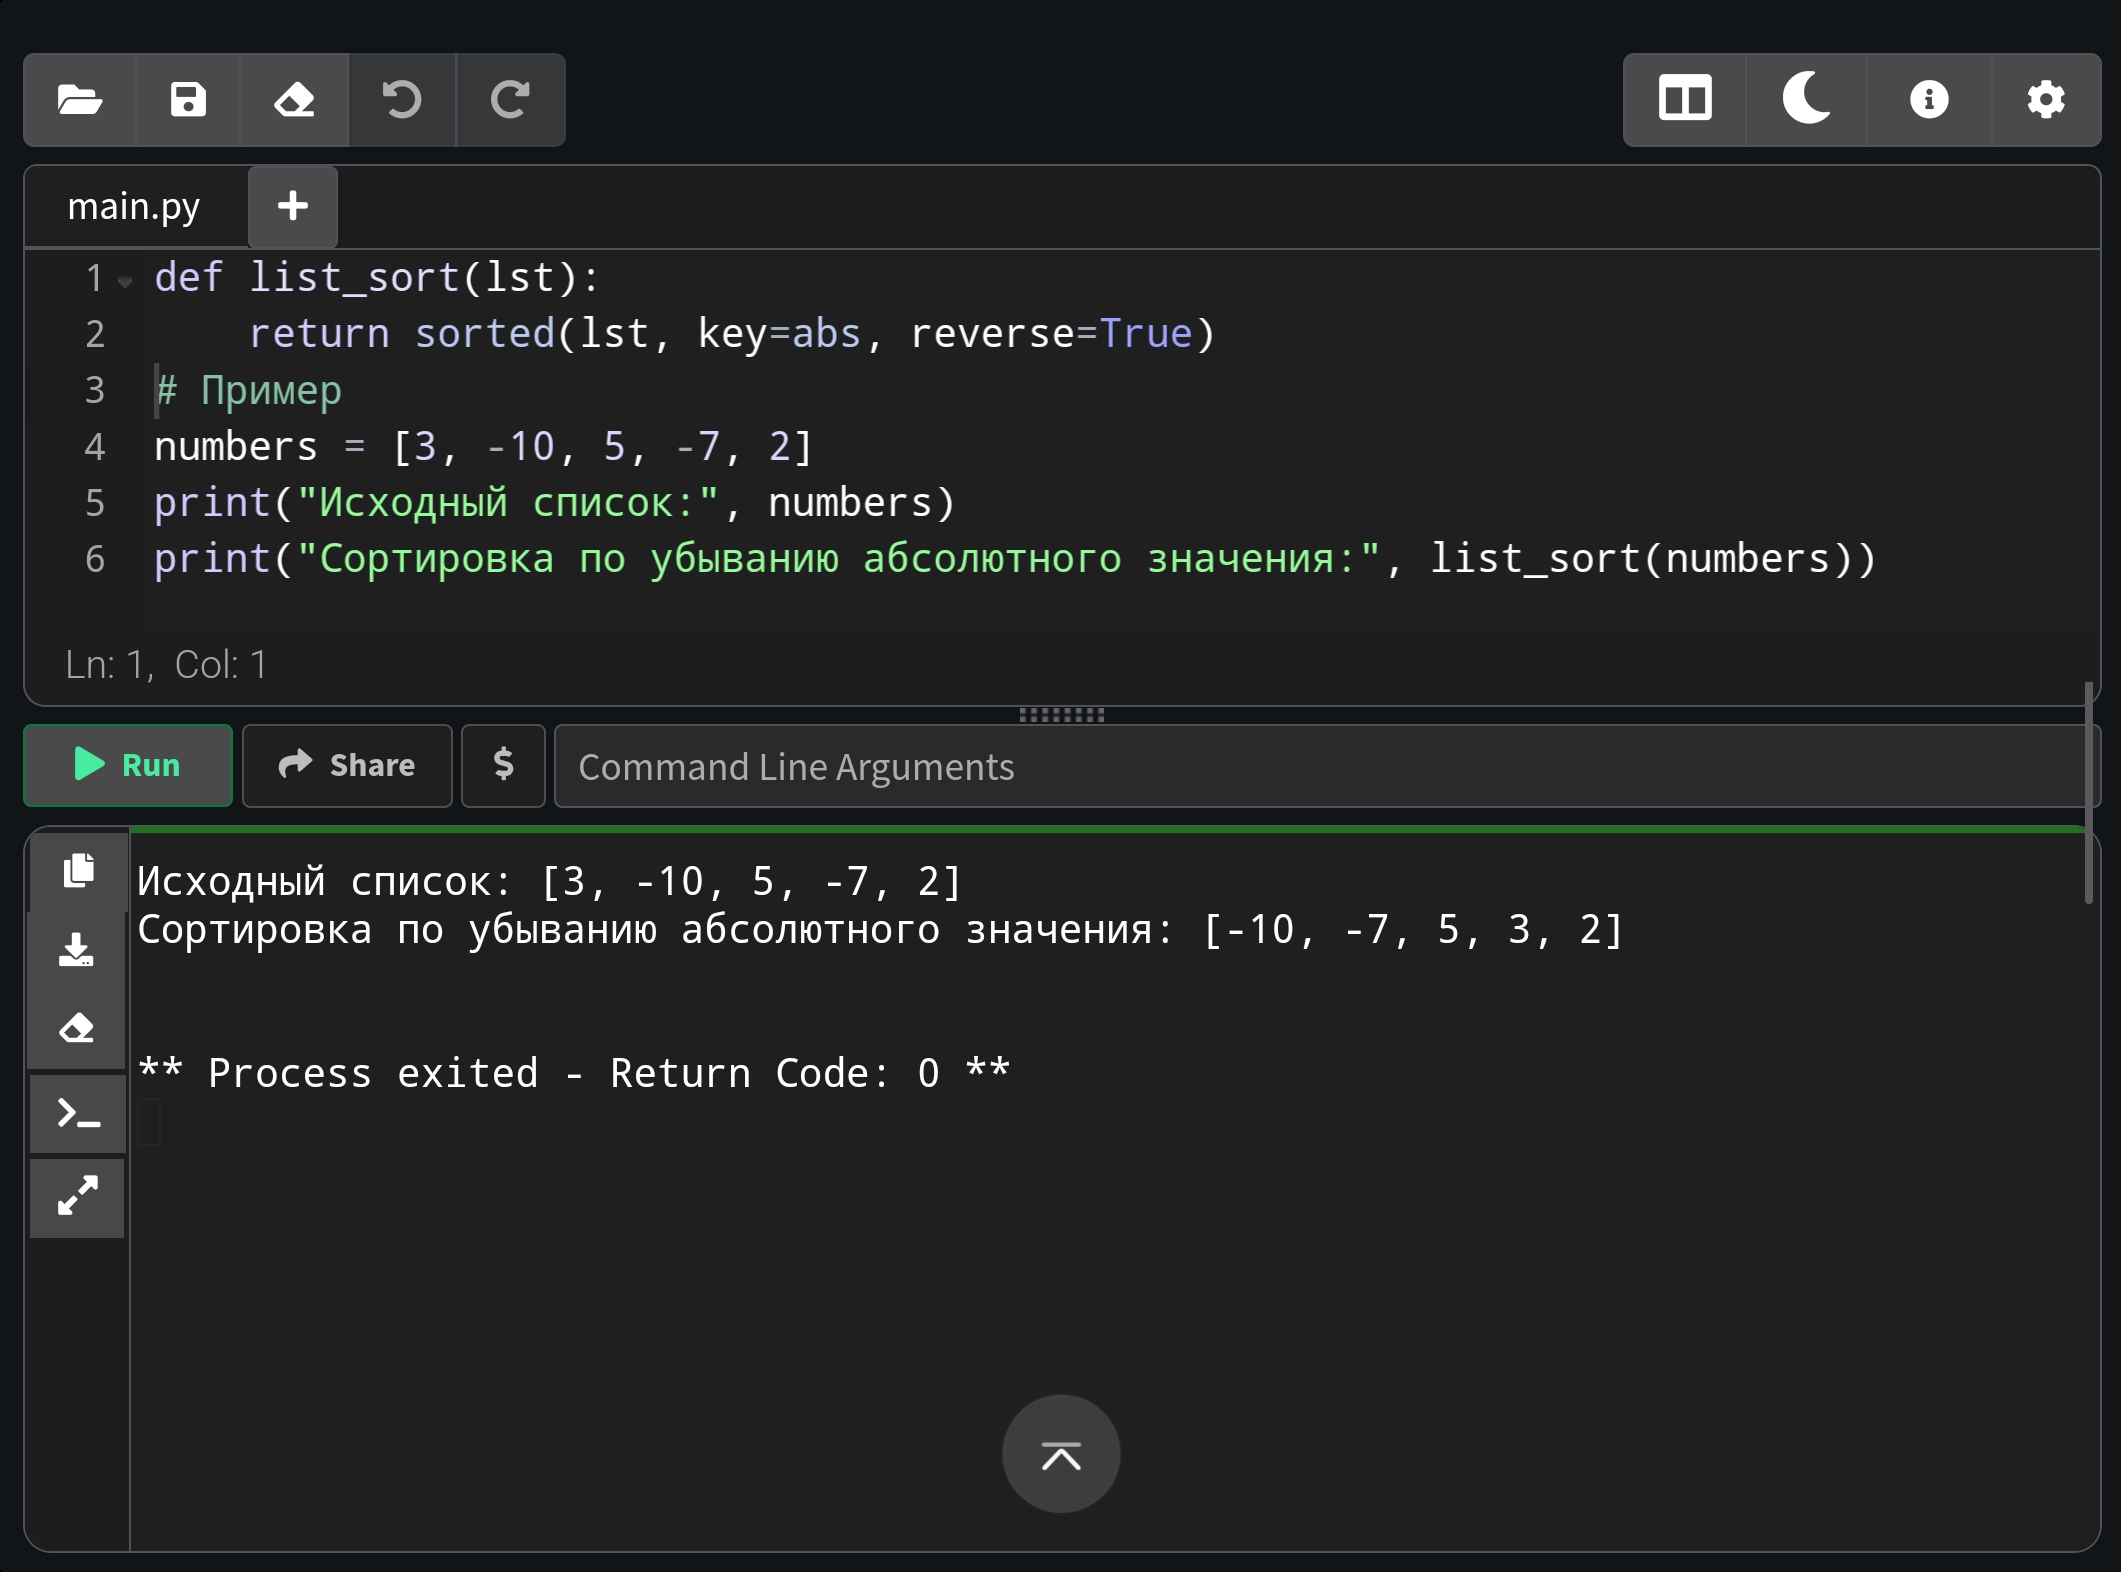 main.py
1 def list_sort(lst):
2     return sorted(lst, key=abs, reverse=True)
3 # Пример
4 numbers = [3, -10, 5, -7, 2]
5 print("Исходный список:", numbers)
6 print("Сортировка по убыванию абсолютного значения:", list_sort(numbers))
Ln: 1, Col: 1
Run Share $ Command Line Arguments
Исходный список: [3, -10, 5, -7, 2]
Сортировка по убыванию абсолютного значения: [-10, -7, 5, 3, 2]
** Process exited - Return Code: 0 **